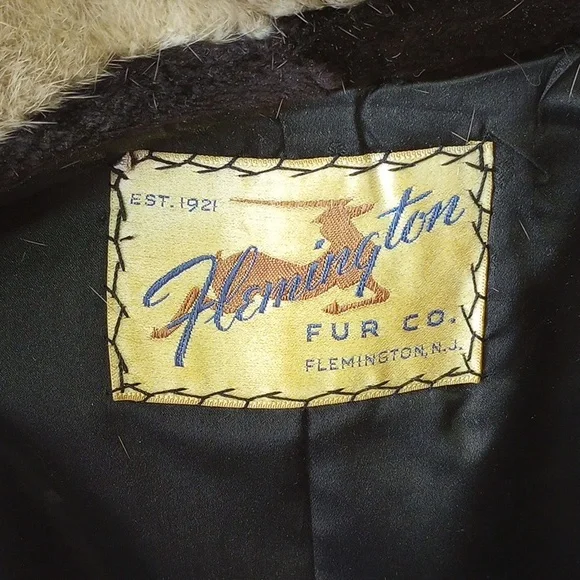 EST. 1921
Flemington
FUR CO.
FLEMINGTON, N.J.